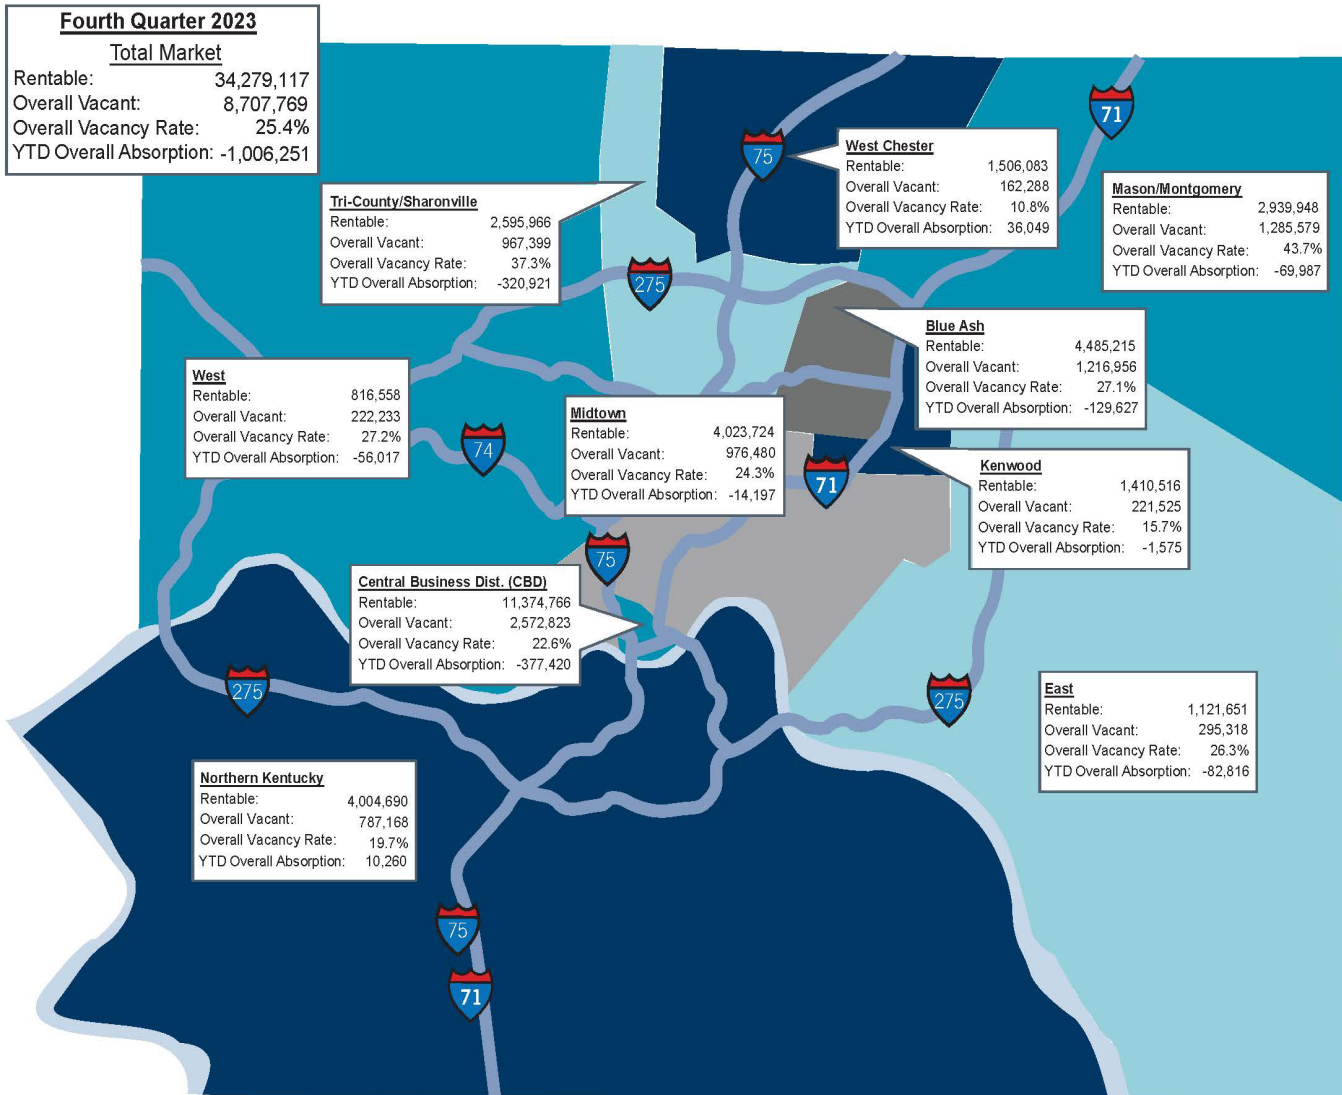 Fourth Quarter 2023
Total Market
Rentable: 34,279,117
Overall Vacant: 8,707,769
Overall Vacancy Rate: 25.4%
YTD Overall Absorption: -1,006,251
71
75
West Chester
Rentable: 1,506,083
Overall Vacant: 162,288
Overall Vacancy Rate: 10.8%
YTD Overall Absorption: 36,049
Mason/Montgomery
Rentable: 2,939,948
Overall Vacant: 1,285,579
Overall Vacancy Rate: 43.7%
YTD Overall Absorption: -69,987
Tri-County/Sharonville
Rentable: 2,595,966
Overall Vacant: 967,399
Overall Vacancy Rate: 37.3%
YTD Overall Absorption: -320,921
275
Blue Ash
Rentable: 4,485,215
Overall Vacant: 1,216,956
Overall Vacancy Rate: 27.1%
YTD Overall Absorption: -129,627
West
Rentable: 816,558
Overall Vacant: 222,233
Overall Vacancy Rate: 27.2%
YTD Overall Absorption: -56,017
74
Midtown
Rentable: 4,023,724
Overall Vacant: 976,480
Overall Vacancy Rate: 24.3%
YTD Overall Absorption: -14,197
71
Kenwood
Rentable: 1,410,516
Overall Vacant: 221,525
Overall Vacancy Rate: 15.7%
YTD Overall Absorption: -1,575
75
Central Business Dist. (CBD)
Rentable: 11,374,766
Overall Vacant: 2,572,823
Overall Vacancy Rate: 22.6%
YTD Overall Absorption: -377,420
275
275
East
Rentable: 1,121,651
Overall Vacant: 295,318
Overall Vacancy Rate: 26.3%
YTD Overall Absorption: -82,816
Northern Kentucky
Rentable: 4,004,690
Overall Vacant: 787,168
Overall Vacancy Rate: 19.7%
YTD Overall Absorption: 10,260
75
71